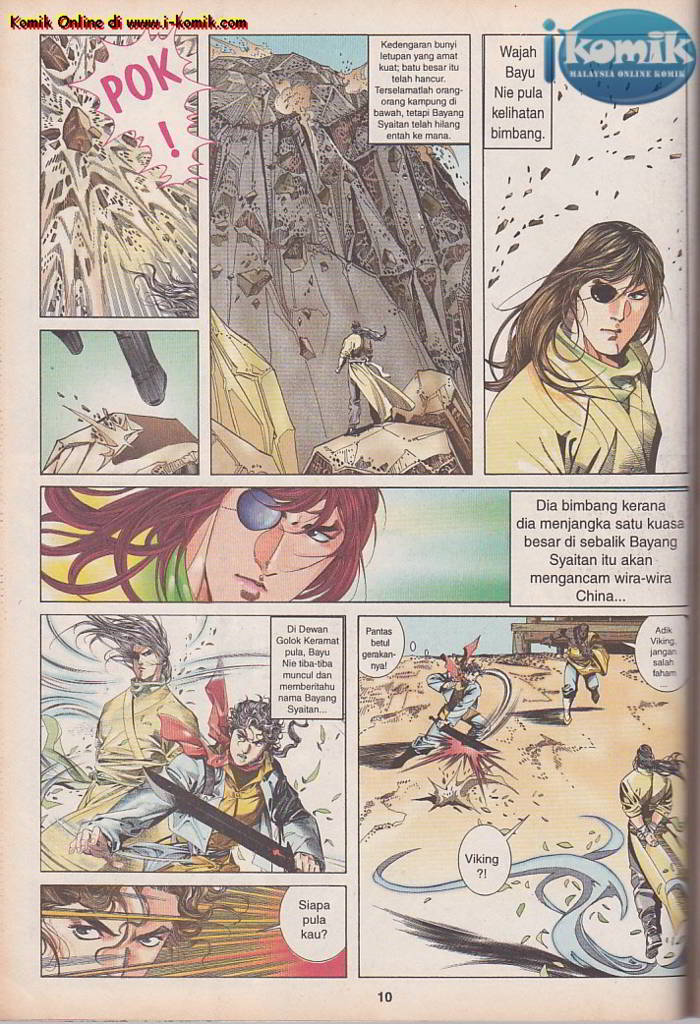 Komik Online di www.i-komik.com
ikomik
MALAYSIA ONLINE KOMIK
POK
!
Kedengaran bunyi
letupan yang amat
kuat; batu besar itu
telah hancur.
Terselamatlah orang-
orang kampung di
bawah, tetapi Bayang
Syaitan telah hilang
entah ke mana.
Wajah
Bayu
Nie pula
kelihatan
bimbang.
Dia bimbang kerana
dia menjangka satu kuasa
besar di sebalik Bayang
Syaitan itu akan
mengancam wira-wira
China...
Di Dewan
Golok Keramat
pula, Bayu
Nie tiba-tiba
muncul dan
memberitahu
nama Bayang
Syaitan...
Siapa
pula
kau?
Pantas
betul
gerakan-
nya!
Adik
Viking,
jangan
salah
faham
...
Viking
?!
10